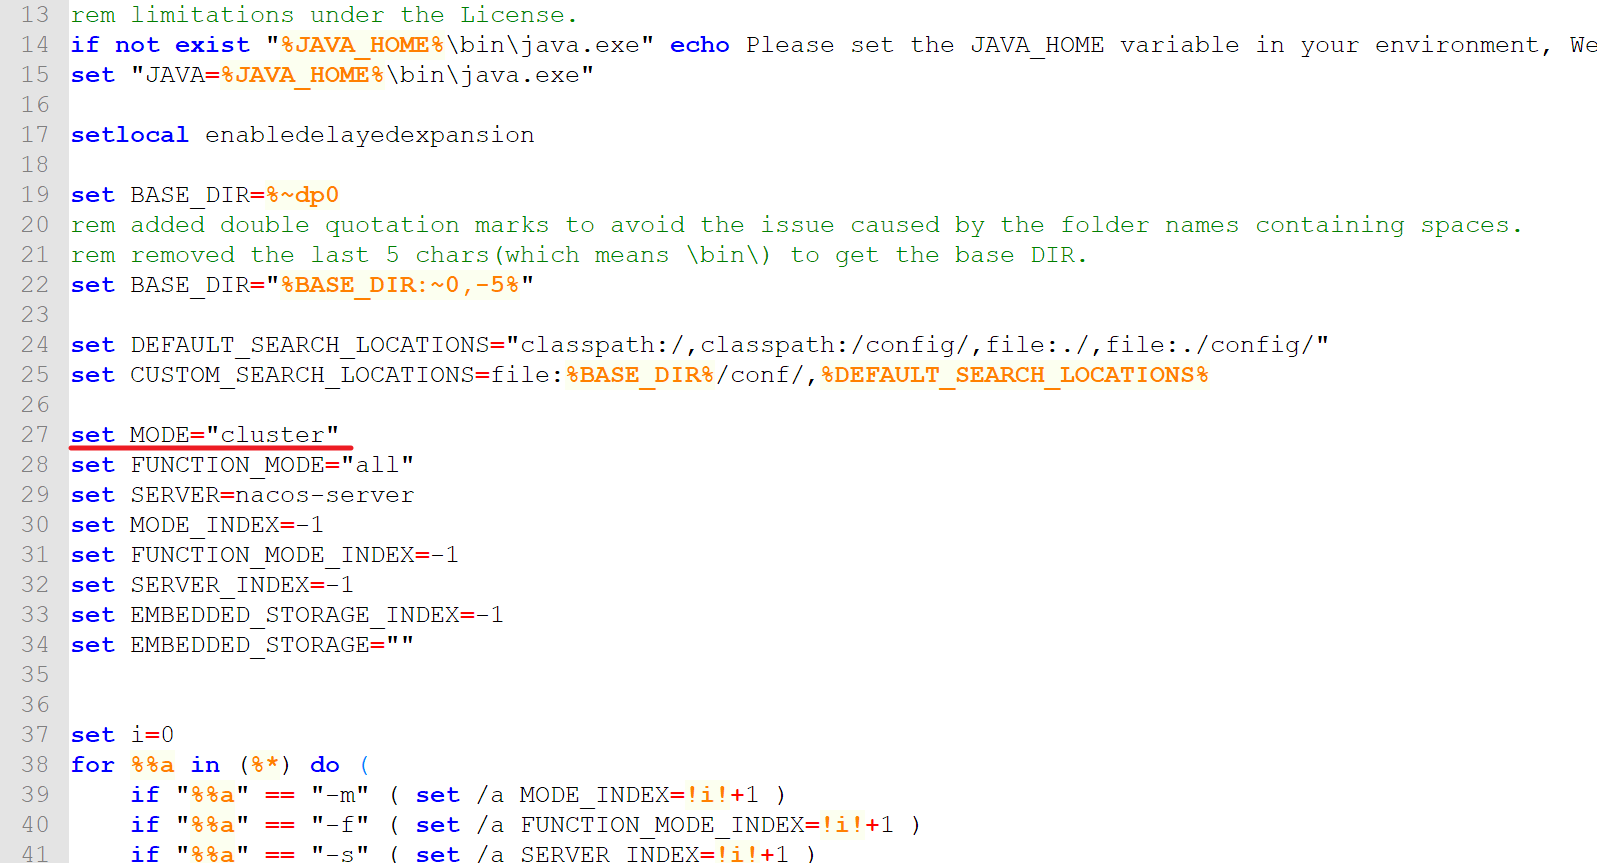 13 rem limitations under the License.
14 if not exist "%JAVA_HOME%\bin\java.exe" echo Please set the JAVA_HOME variable in your environment, We
15 set "JAVA=%JAVA_HOME%\bin\java.exe"
16
17 setlocal enabledelayedexpansion
18
19 set BASE_DIR=%~dp0
20 rem added double quotation marks to avoid the issue caused by the folder names containing spaces.
21 rem removed the last 5 chars(which means \bin\) to get the base DIR.
22 set BASE_DIR="%BASE_DIR:~0,-5%"
23
24 set DEFAULT_SEARCH_LOCATIONS="classpath:/,classpath:/config/,file:./,file:./config/"
25 set CUSTOM_SEARCH_LOCATIONS=file:%BASE_DIR%/conf/,%DEFAULT_SEARCH_LOCATIONS%
26
27 set MODE="cluster"
28 set FUNCTION_MODE="all"
29 set SERVER=nacos-server
30 set MODE_INDEX=-1
31 set FUNCTION_MODE_INDEX=-1
32 set SERVER_INDEX=-1
33 set EMBEDDED_STORAGE_INDEX=-1
34 set EMBEDDED_STORAGE=""
35
36
37 set i=0
38 for %%a in (%*) do (
39     if "%%a" == "-m" ( set /a MODE_INDEX=!i!+1 )
40     if "%%a" == "-f" ( set /a FUNCTION_MODE_INDEX=!i!+1 )
41     if "%%a" == "-s" ( set /a SERVER_INDEX=!i!+1 )